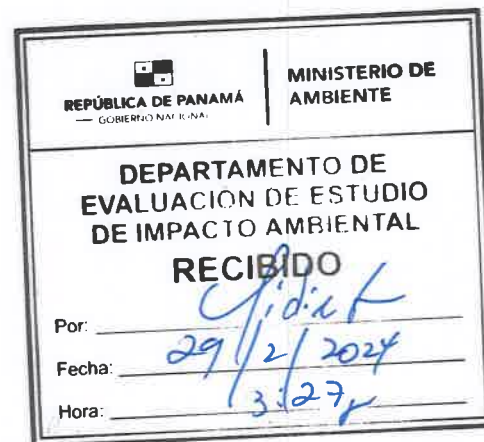 REPÚBLICA DE PANAMÁ
— GOBIERNO NACIONAL —
MINISTERIO DE
AMBIENTE
DEPARTAMENTO DE
EVALUACIÓN DE ESTUDIO
DE IMPACTO AMBIENTAL
RECIBIDO
Por:
Fecha: 29/2/2024
Hora: 3:27